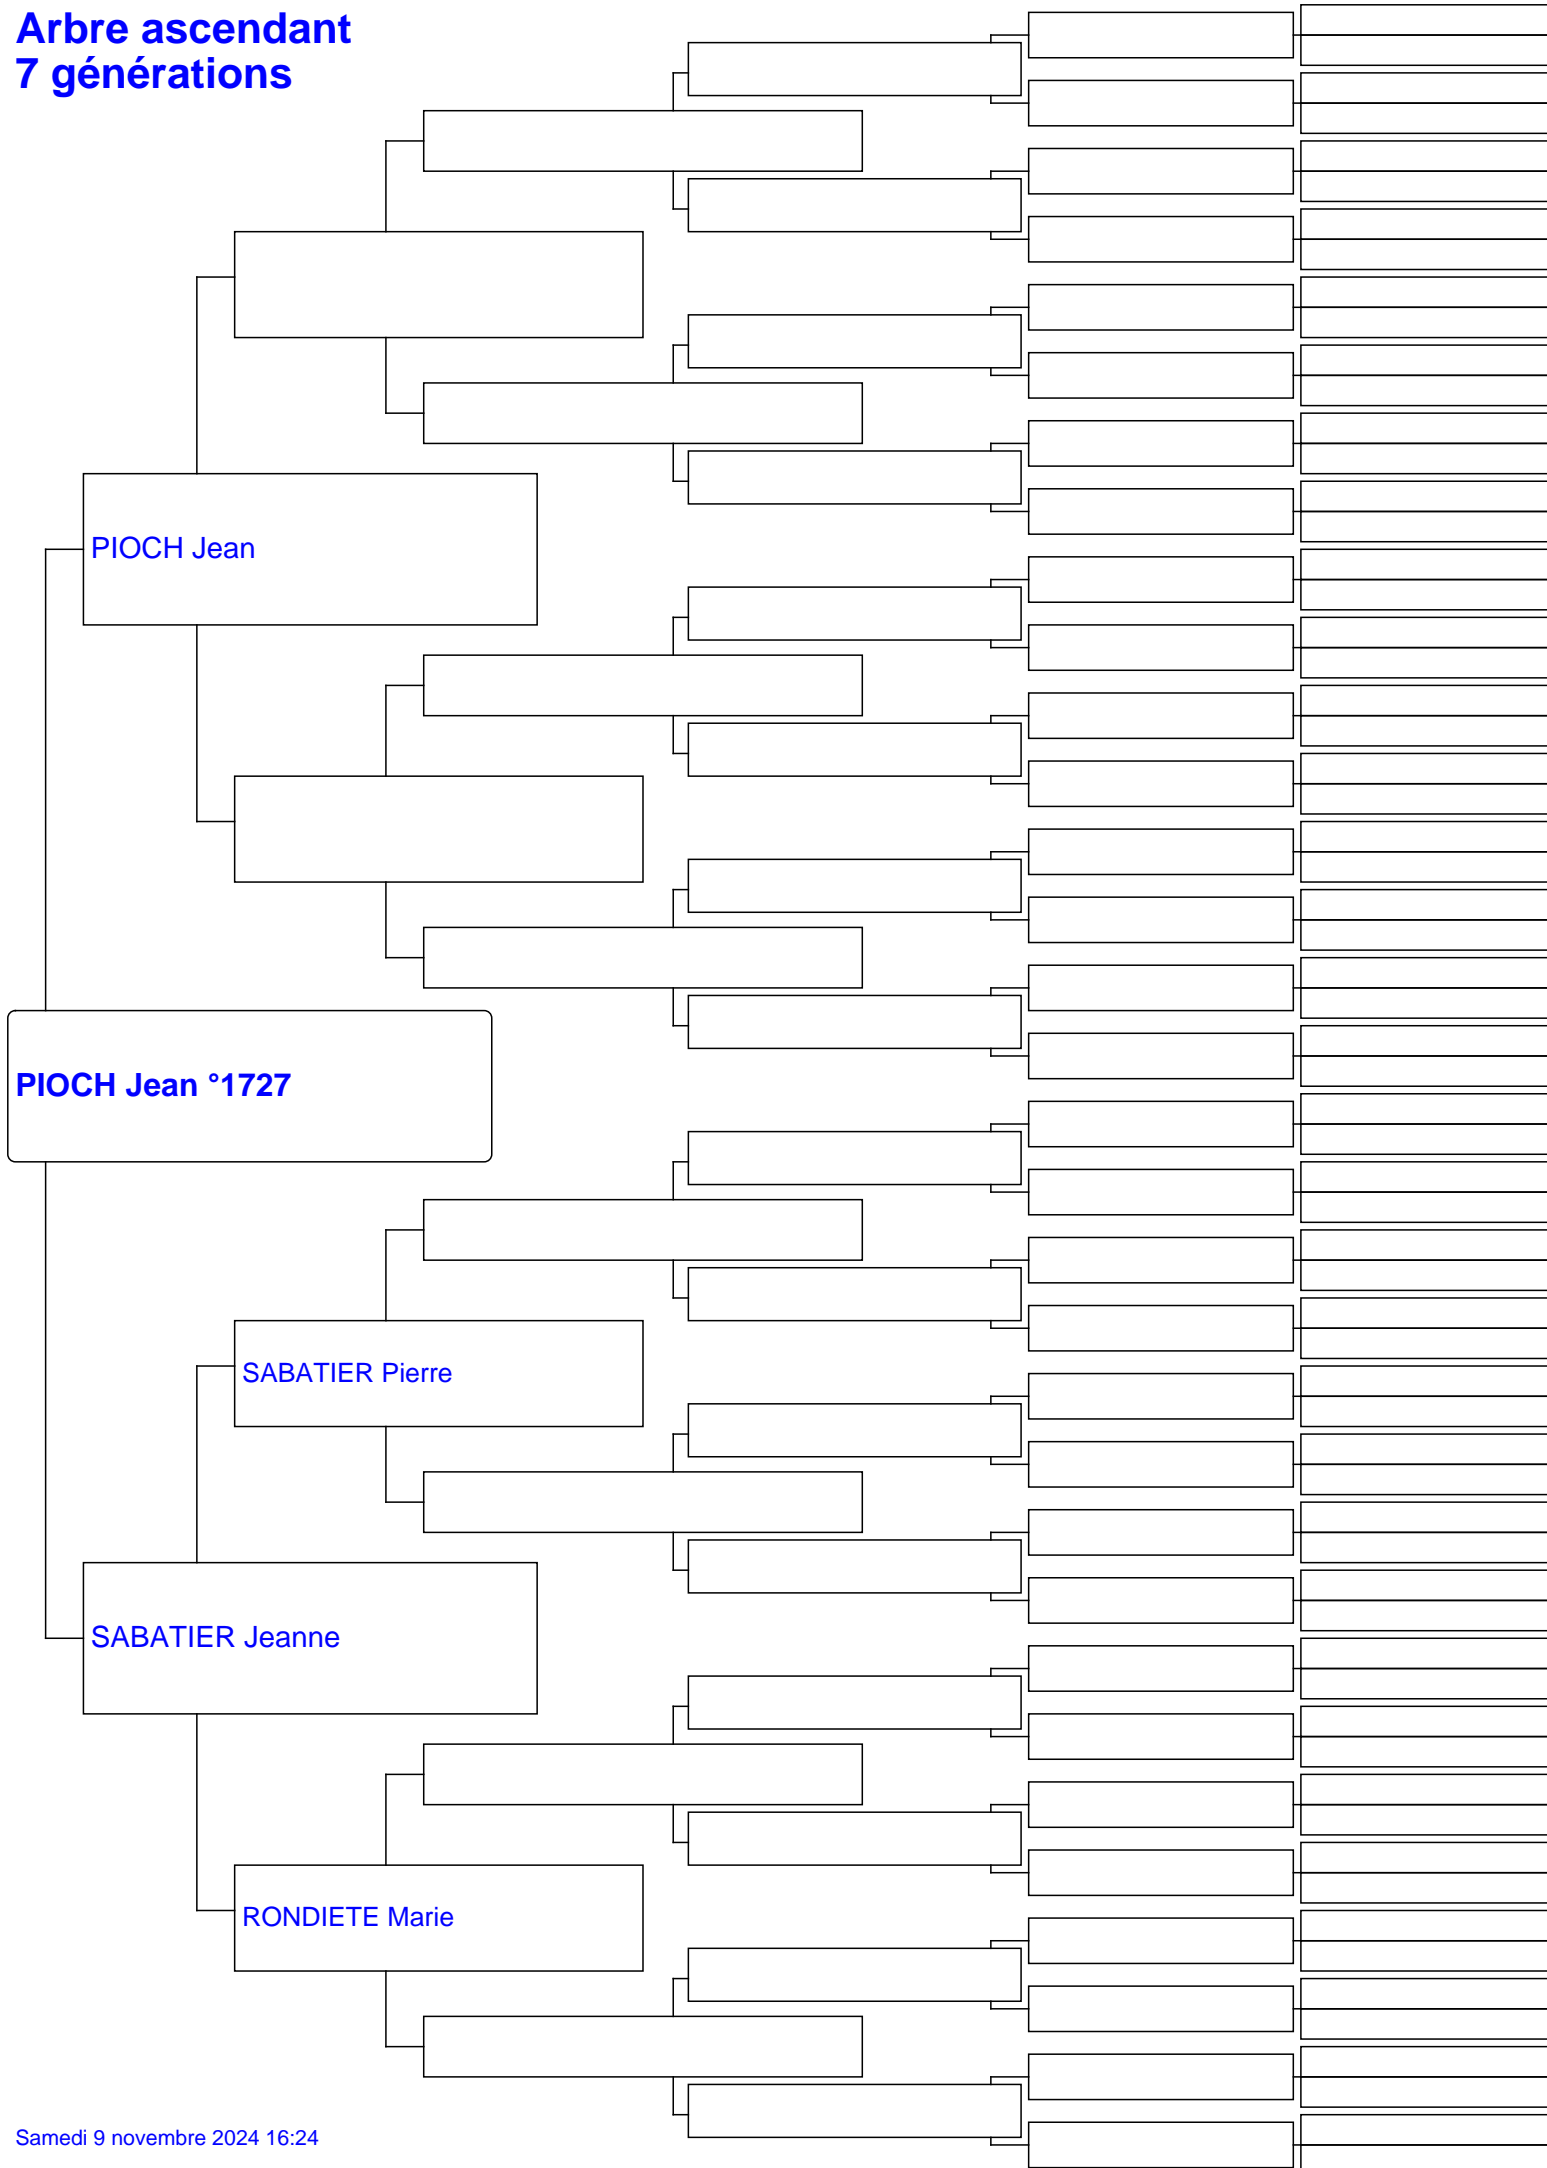 Arbre ascendant
7 générations
PIOCH Jean
PIOCH Jean °1727
SABATIER Pierre
SABATIER Jeanne
RONDIETE Marie
Samedi 9 novembre 2024 16:24